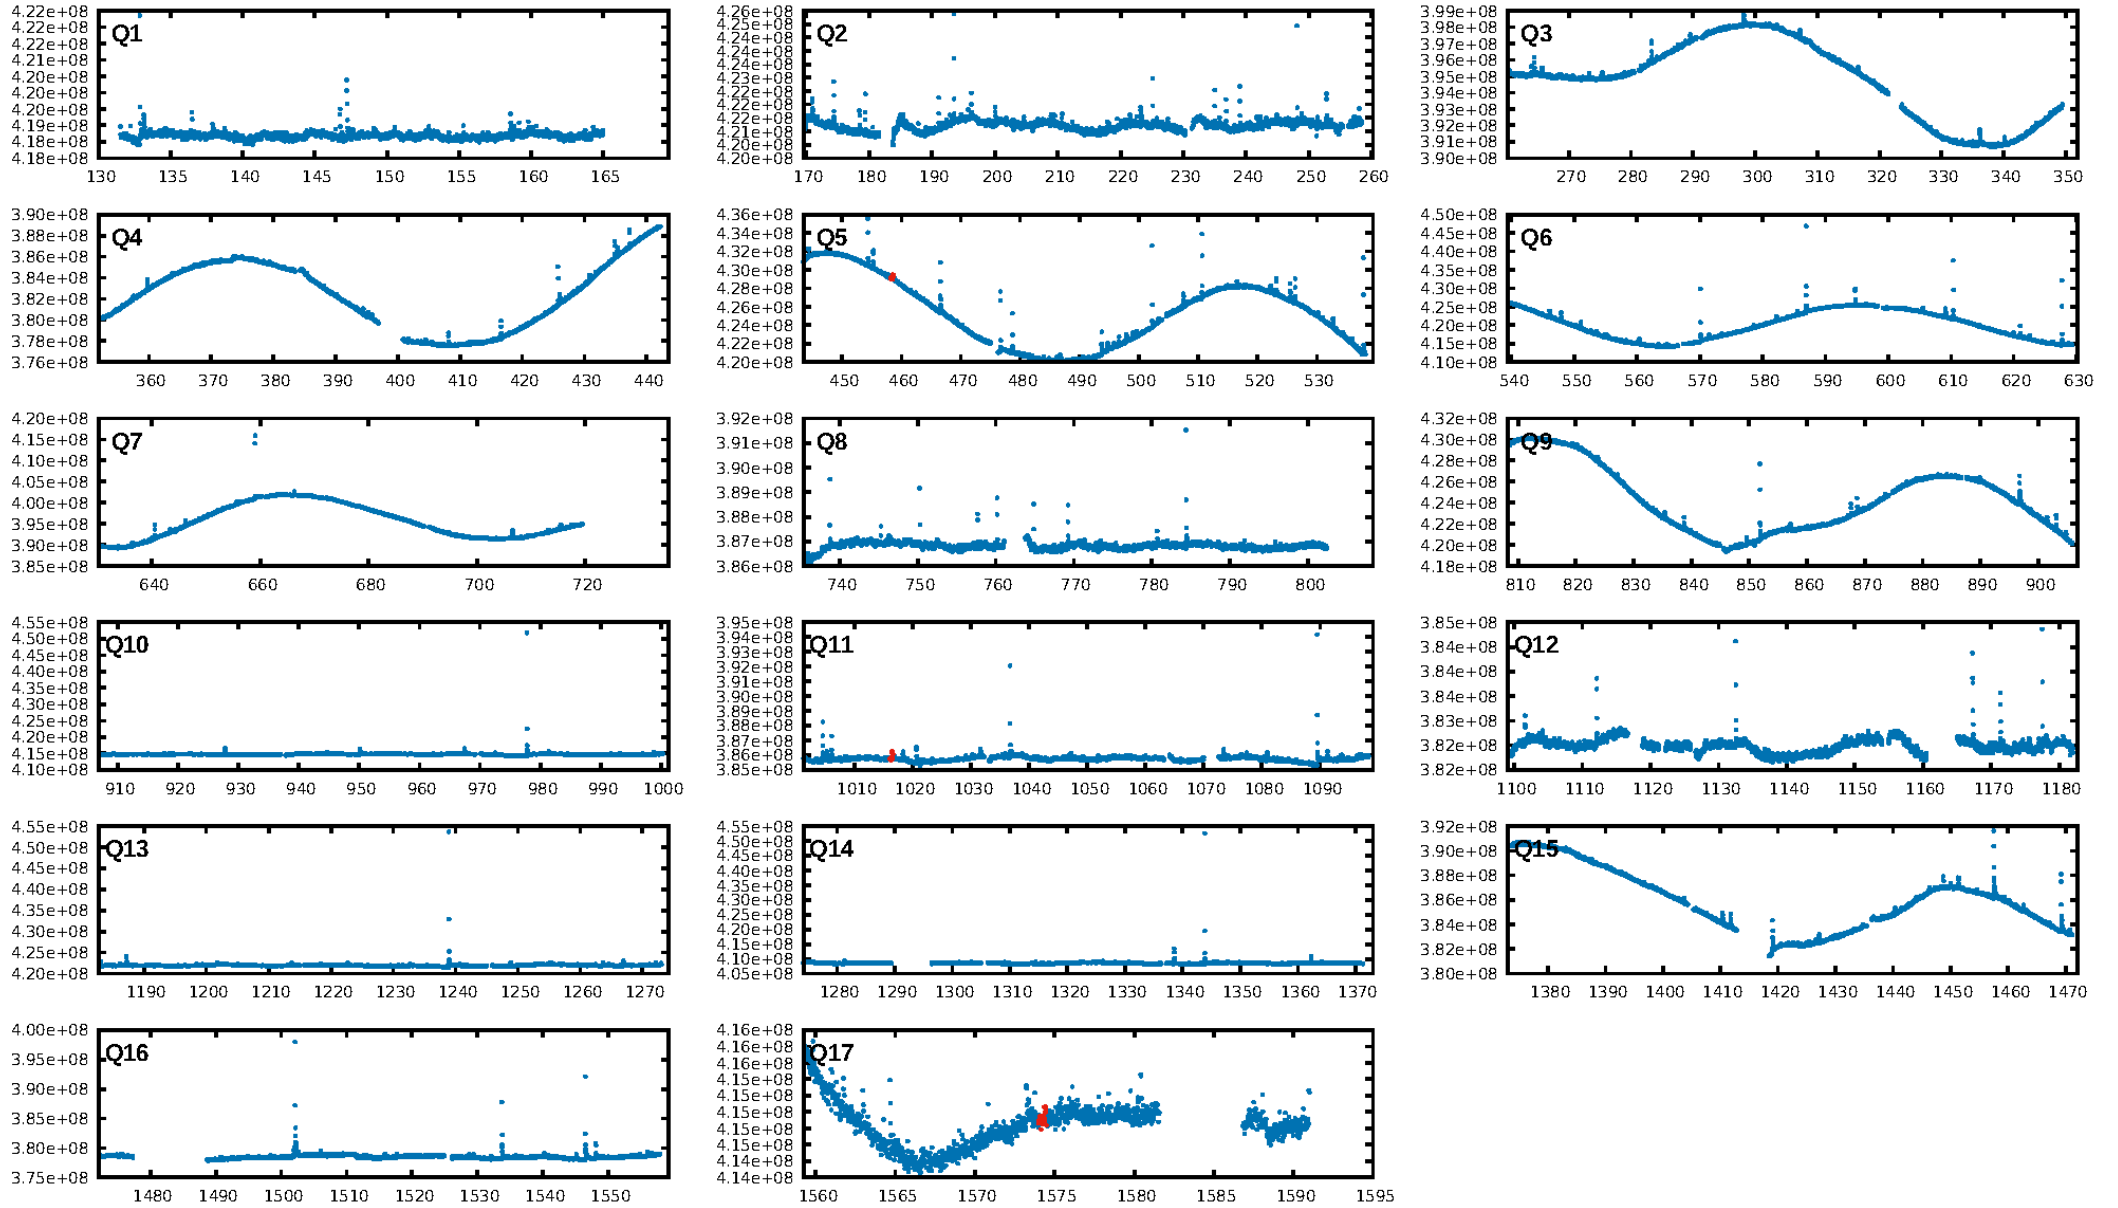 4.22e+08
4.22e+08
4.21e+08
4.21e+08
4.20e+08
4.20e+08
4.19e+08
4.19e+08
4.18e+08
4.18e+08
Q1
130 135 140 145 150 155 160 165
4.26e+08
4.25e+08
4.24e+08
4.24e+08
4.23e+08
4.23e+08
4.22e+08
4.22e+08
4.21e+08
4.21e+08
4.20e+08
4.20e+08
Q2
170 180 190 200 210 220 230 240 250 260
3.99e+08
3.98e+08
3.97e+08
3.96e+08
3.95e+08
3.94e+08
3.93e+08
3.92e+08
3.91e+08
3.90e+08
Q3
270 280 290 300 310 320 330 340 350
3.90e+08
3.88e+08
3.86e+08
3.84e+08
3.82e+08
3.80e+08
3.78e+08
3.76e+08
Q4
360 370 380 390 400 410 420 430 440
4.36e+08
4.34e+08
4.32e+08
4.30e+08
4.28e+08
4.26e+08
4.24e+08
4.22e+08
4.20e+08
Q5
450 460 470 480 490 500 510 520 530
4.50e+08
4.45e+08
4.40e+08
4.35e+08
4.30e+08
4.25e+08
4.20e+08
4.15e+08
4.10e+08
Q6
540 550 560 570 580 590 600 610 620 630
4.20e+08
4.15e+08
4.10e+08
4.05e+08
4.00e+08
3.95e+08
3.90e+08
3.85e+08
Q7
640 660 680 700 720
3.92e+08
3.91e+08
3.90e+08
3.89e+08
3.88e+08
3.87e+08
3.86e+08
Q8
740 750 760 770 780 790 800
4.32e+08
4.30e+08
4.28e+08
4.26e+08
4.24e+08
4.22e+08
4.20e+08
4.18e+08
Q9
810 820 830 840 850 860 870 880 890 900
4.55e+08
4.50e+08
4.45e+08
4.40e+08
4.35e+08
4.30e+08
4.25e+08
4.20e+08
4.15e+08
4.10e+08
Q10
910 920 930 940 950 960 970 980 990 1000
3.95e+08
3.94e+08
3.93e+08
3.92e+08
3.91e+08
3.90e+08
3.89e+08
3.88e+08
3.87e+08
3.86e+08
3.85e+08
Q11
1010 1020 1030 1040 1050 1060 1070 1080 1090
3.85e+08
3.84e+08
3.84e+08
3.83e+08
3.82e+08
3.82e+08
Q12
1100 1110 1120 1130 1140 1150 1160 1170 1180
4.55e+08
4.50e+08
4.45e+08
4.40e+08
4.35e+08
4.30e+08
4.25e+08
4.20e+08
Q13
1190 1200 1210 1220 1230 1240 1250 1260 1270
4.55e+08
4.50e+08
4.45e+08
4.40e+08
4.35e+08
4.30e+08
4.25e+08
4.20e+08
4.15e+08
4.10e+08
4.05e+08
Q14
1280 1290 1300 1310 1320 1330 1340 1350 1360 1370
3.92e+08
3.90e+08
3.88e+08
3.86e+08
3.84e+08
3.82e+08
3.80e+08
Q15
1380 1390 1400 1410 1420 1430 1440 1450 1460 1470
4.00e+08
3.95e+08
3.90e+08
3.85e+08
3.80e+08
3.75e+08
Q16
1480 1490 1500 1510 1520 1530 1540 1550
4.16e+08
4.16e+08
4.15e+08
4.15e+08
4.15e+08
4.15e+08
4.15e+08
4.14e+08
4.14e+08
Q17
1560 1565 1570 1575 1580 1585 1590 1595